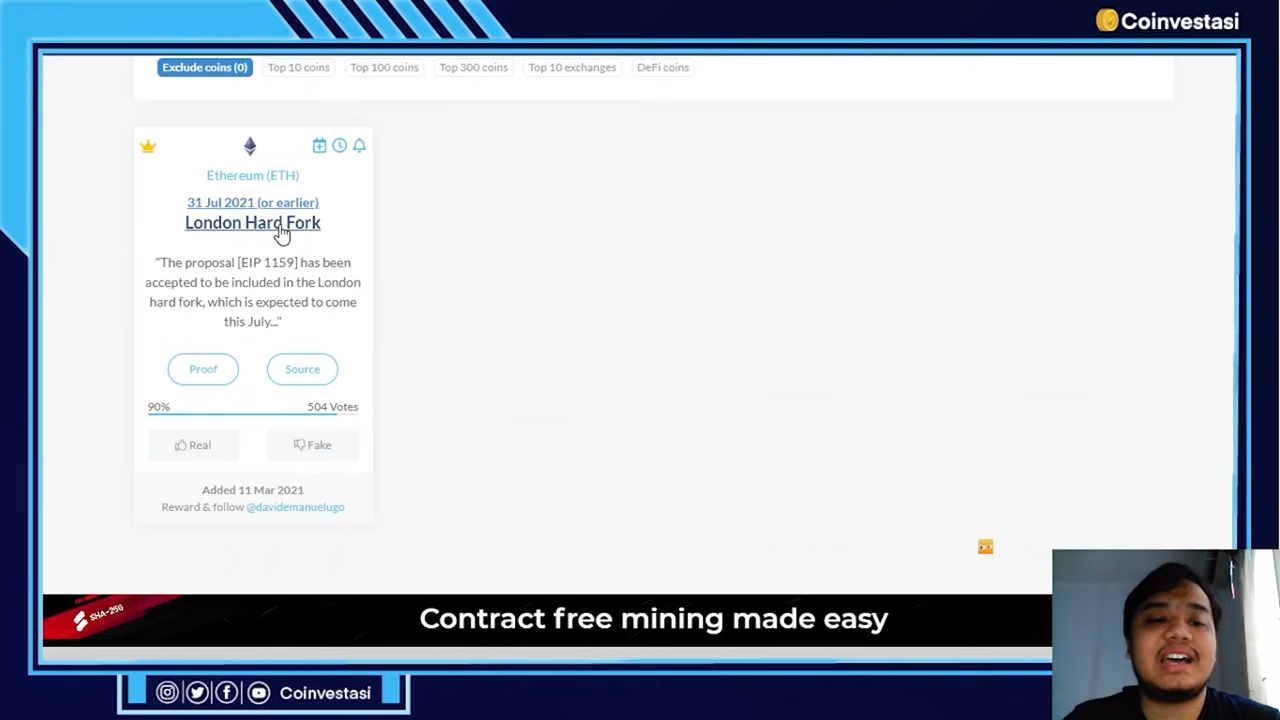 Coinvestasi
Exclude coins (0) Top 10 coins Top 100 coins Top 300 coins Top 10 exchanges DeFi coins
Ethereum (ETH)
31 Jul 2021 (or earlier)
London Hard Fork
"The proposal [EIP 1159] has been
accepted to be included in the London
hard fork, which is expected to come
this July..."
Proof Source
90% 504 Votes
Real Fake
Added 11 Mar 2021
Reward & follow @davidemanuelugo
SHA-256
Contract free mining made easy
Coinvestasi